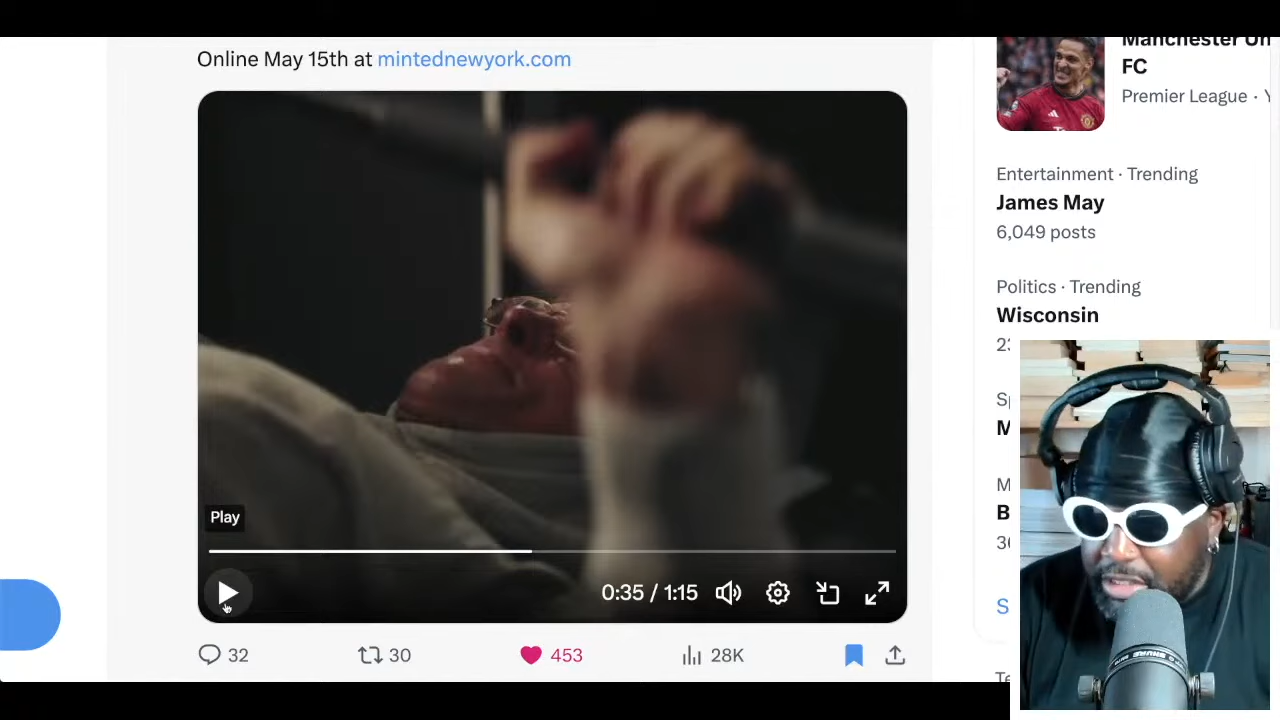 Online May 15th at mintednewyork.com
Manchester Un
FC
Premier League ·
Entertainment · Trending
James May
6,049 posts
Politics · Trending
Wisconsin
Play
0:35 / 1:15
32
30
453
28K
SHURE